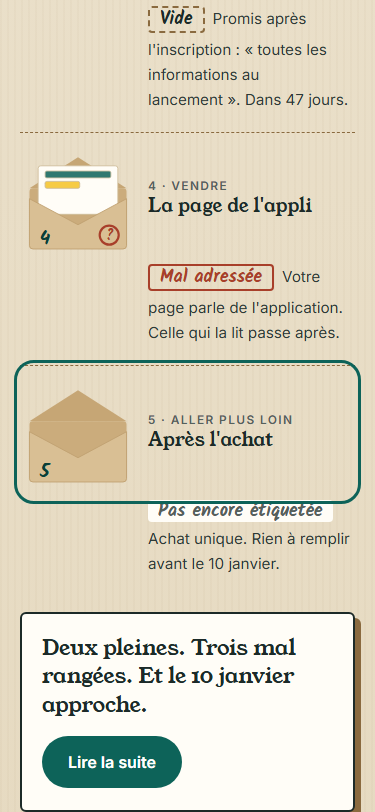 Vide Promis après
l'inscription : « toutes les
informations au
lancement ». Dans 47 jours.
4 · VENDRE
La page de l'appli
4
?
Mal adressée Votre
page parle de l'application.
Celle qui la lit passe après.
5 · ALLER PLUS LOIN
Après l'achat
5
Pas encore étiquetée
Achat unique. Rien à remplir
avant le 10 janvier.
Deux pleines. Trois mal
rangées. Et le 10 janvier
approche.
Lire la suite